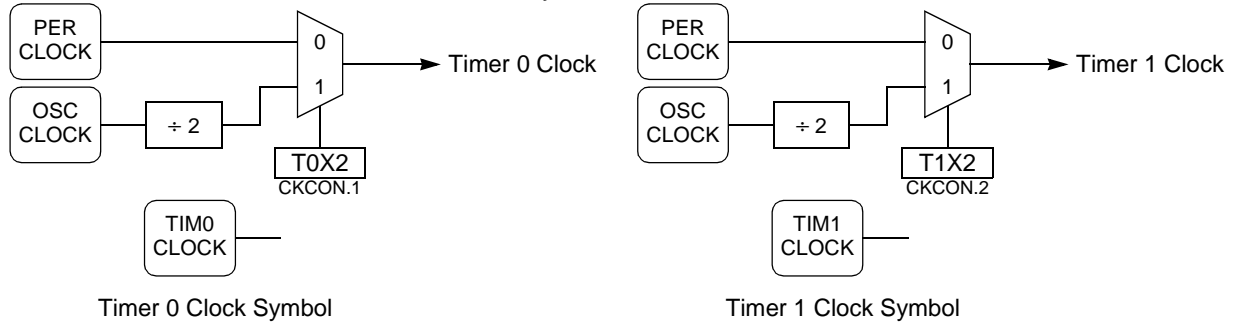 PER
CLOCK
0
Timer 0 Clock
1
OSC
CLOCK
÷ 2
T0X2
CKCON.1
TIM0
CLOCK
Timer 0 Clock Symbol
PER
CLOCK
0
Timer 1 Clock
1
OSC
CLOCK
÷ 2
T1X2
CKCON.2
TIM1
CLOCK
Timer 1 Clock Symbol